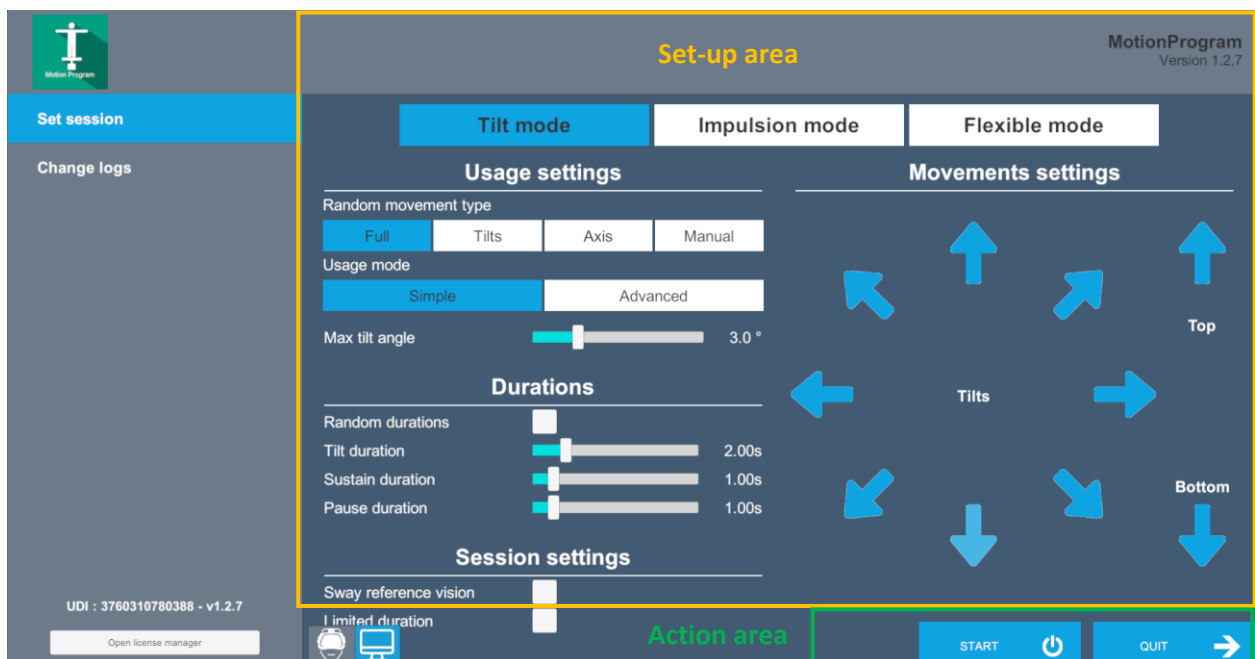 Motion Program
Set-up area
MotionProgram
Version 1.2.7
Set session
Change logs
UDI : 3760310780388 - v1.2.7
Open license manager
Tilt mode
Impulsion mode
Flexible mode
Usage settings
Random movement type
Full
Tilts
Axis
Manual
Usage mode
Simple
Advanced
Max tilt angle
3.0 °
Durations
Random durations
Tilt duration
2.00s
Sustain duration
1.00s
Pause duration
1.00s
Session settings
Sway reference vision
Limited duration
Movements settings
Top
Tilts
Bottom
Action area
START
QUIT